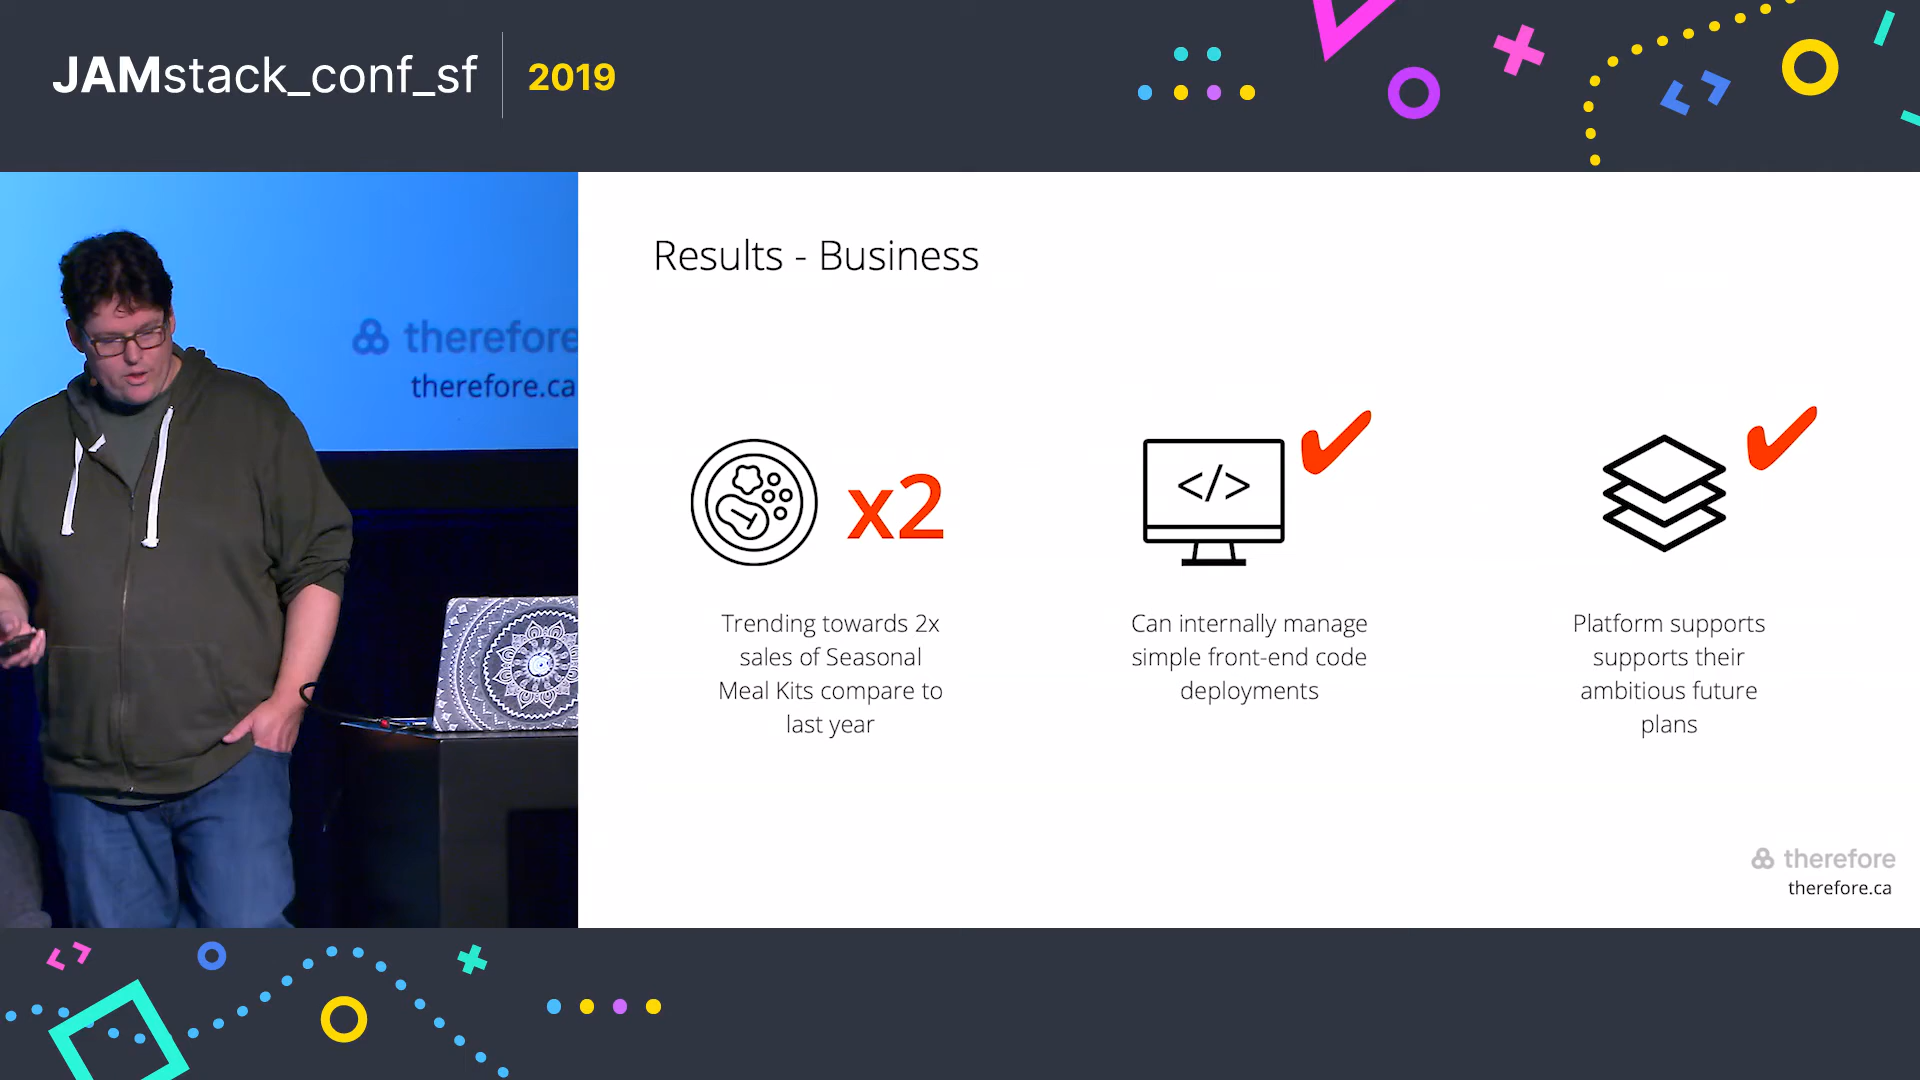 JAMstack_conf_sf 2019
therefore
therefore.ca
Results - Business
x2
</>
Trending towards 2x
sales of Seasonal
Meal Kits compare to
last year
Can internally manage
simple front-end code
deployments
Platform supports
supports their
ambitious future
plans
therefore
therefore.ca